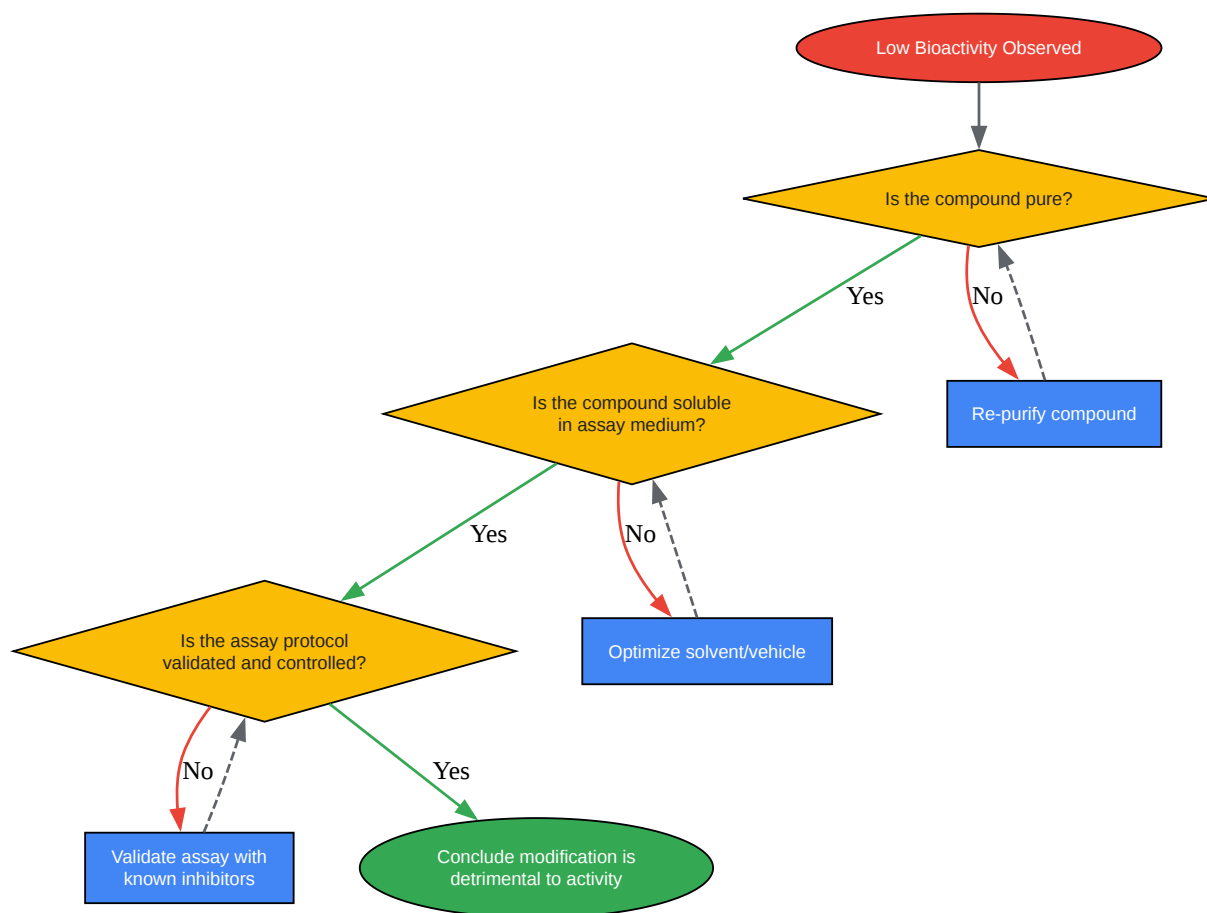 Low Bioactivity Observed
Is the compound pure?
Yes
No
Re-purify compound
Is the compound soluble
in assay medium?
Yes
No
Optimize solvent/vehicle
Is the assay protocol
validated and controlled?
No
Yes
Validate assay with
known inhibitors
Conclude modification is
detrimental to activity